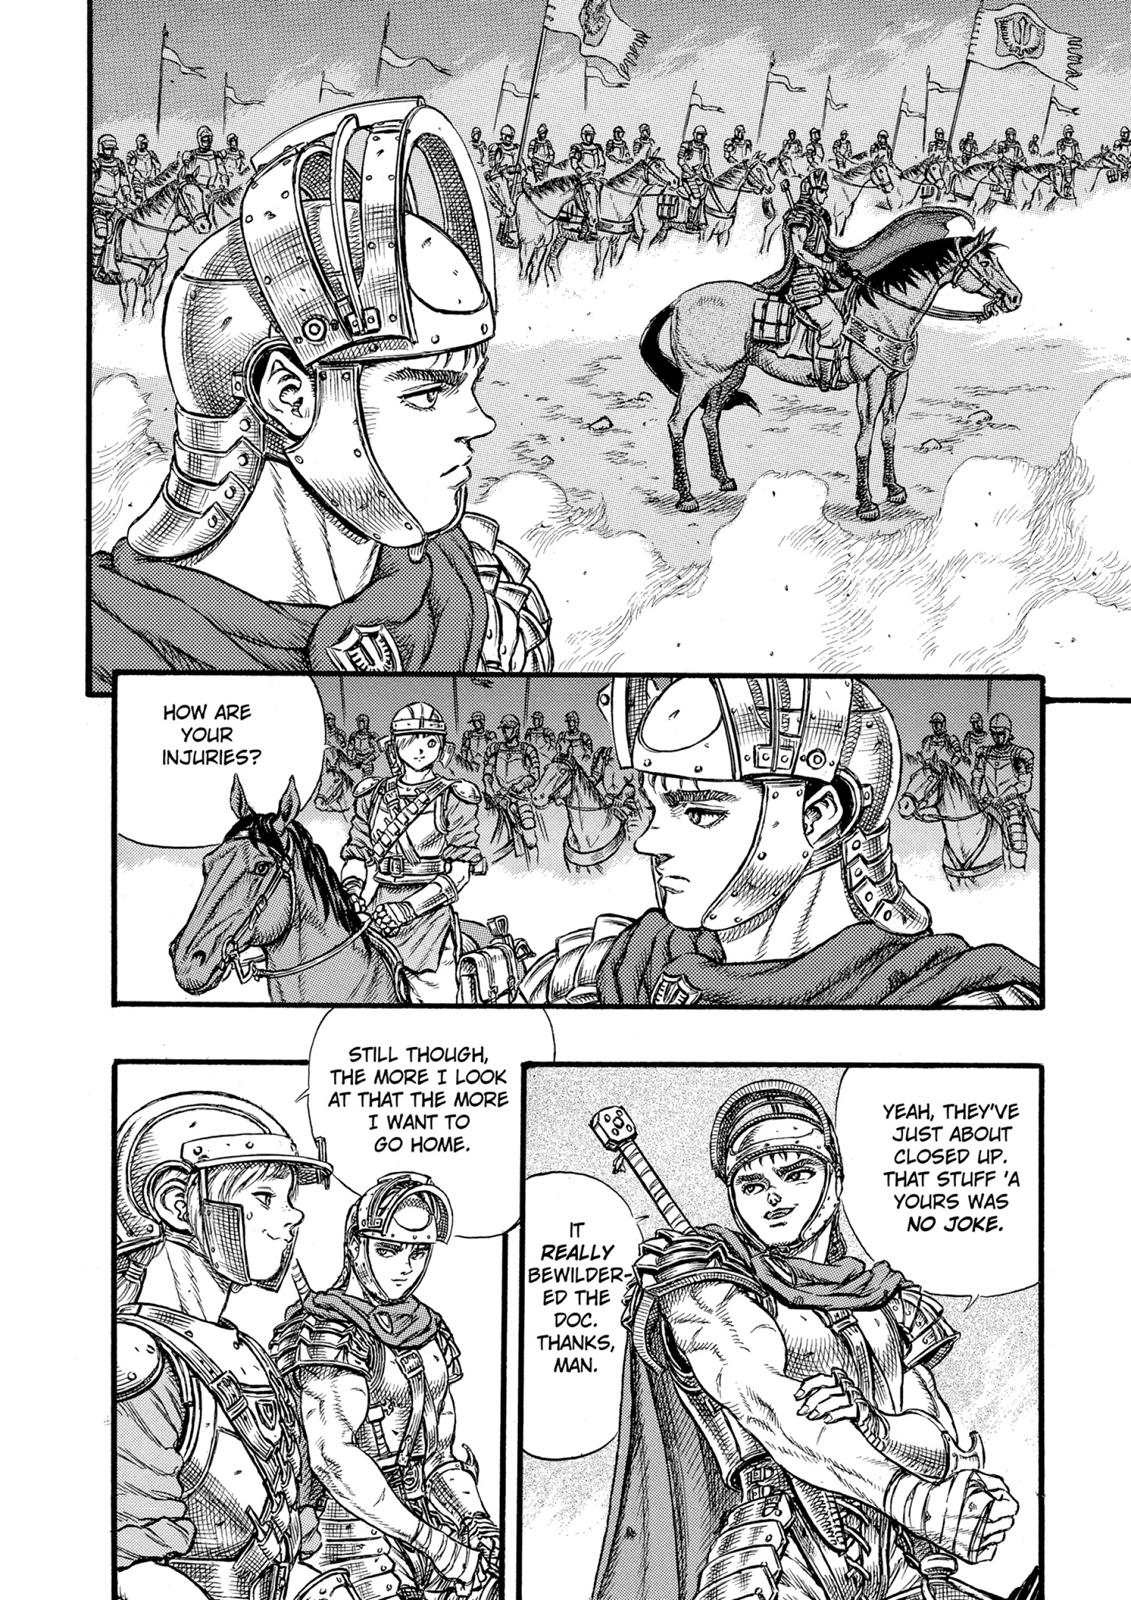 HOW ARE
YOUR
INJURIES?
YEAH, THEY'VE
JUST ABOUT
CLOSED UP.
THAT STUFF 'A
YOURS WAS
NO JOKE.
IT
REALLY
BEWILDER-
ED THE
DOC.
THANKS,
MAN.
STILL THOUGH,
THE MORE I LOOK
AT THAT THE MORE
I WANT TO
GO HOME.